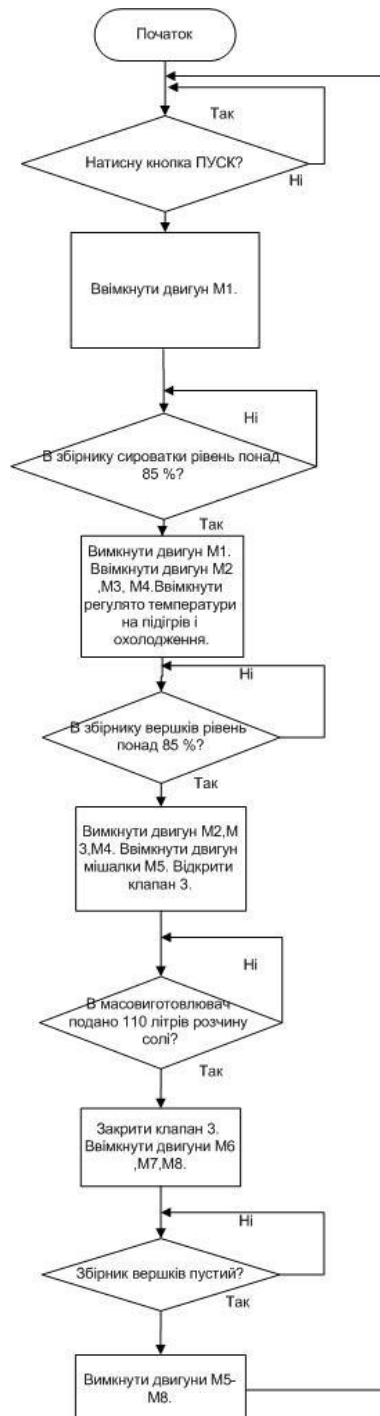 Початок
Так
Натисну кнопка ПУСК?
Ні
Ввімкнути двигун М1.
Ні
В збірнику сироватки рівень понад
85 %?
Так
Вимкнути двигун М1.
Ввімкнути двигун М2
,М3, М4.Ввімкнути
регулято температури
на підігрів і
охолодження.
Ні
В збірнику вершків рівень
понад 85 %?
Так
Вимкнути двигун М2,М
3,М4. Ввімкнути двигун
мішалки М5. Відкрити
клапан 3.
Ні
В масовиготовлювач
подано 110 літрів розчину
солі?
Так
Закрити клапан 3.
Ввімкнути двигуни М6
,М7,М8.
Ні
Збірник вершків пустий?
Так
Вимкнути двигуни М5-
М8.